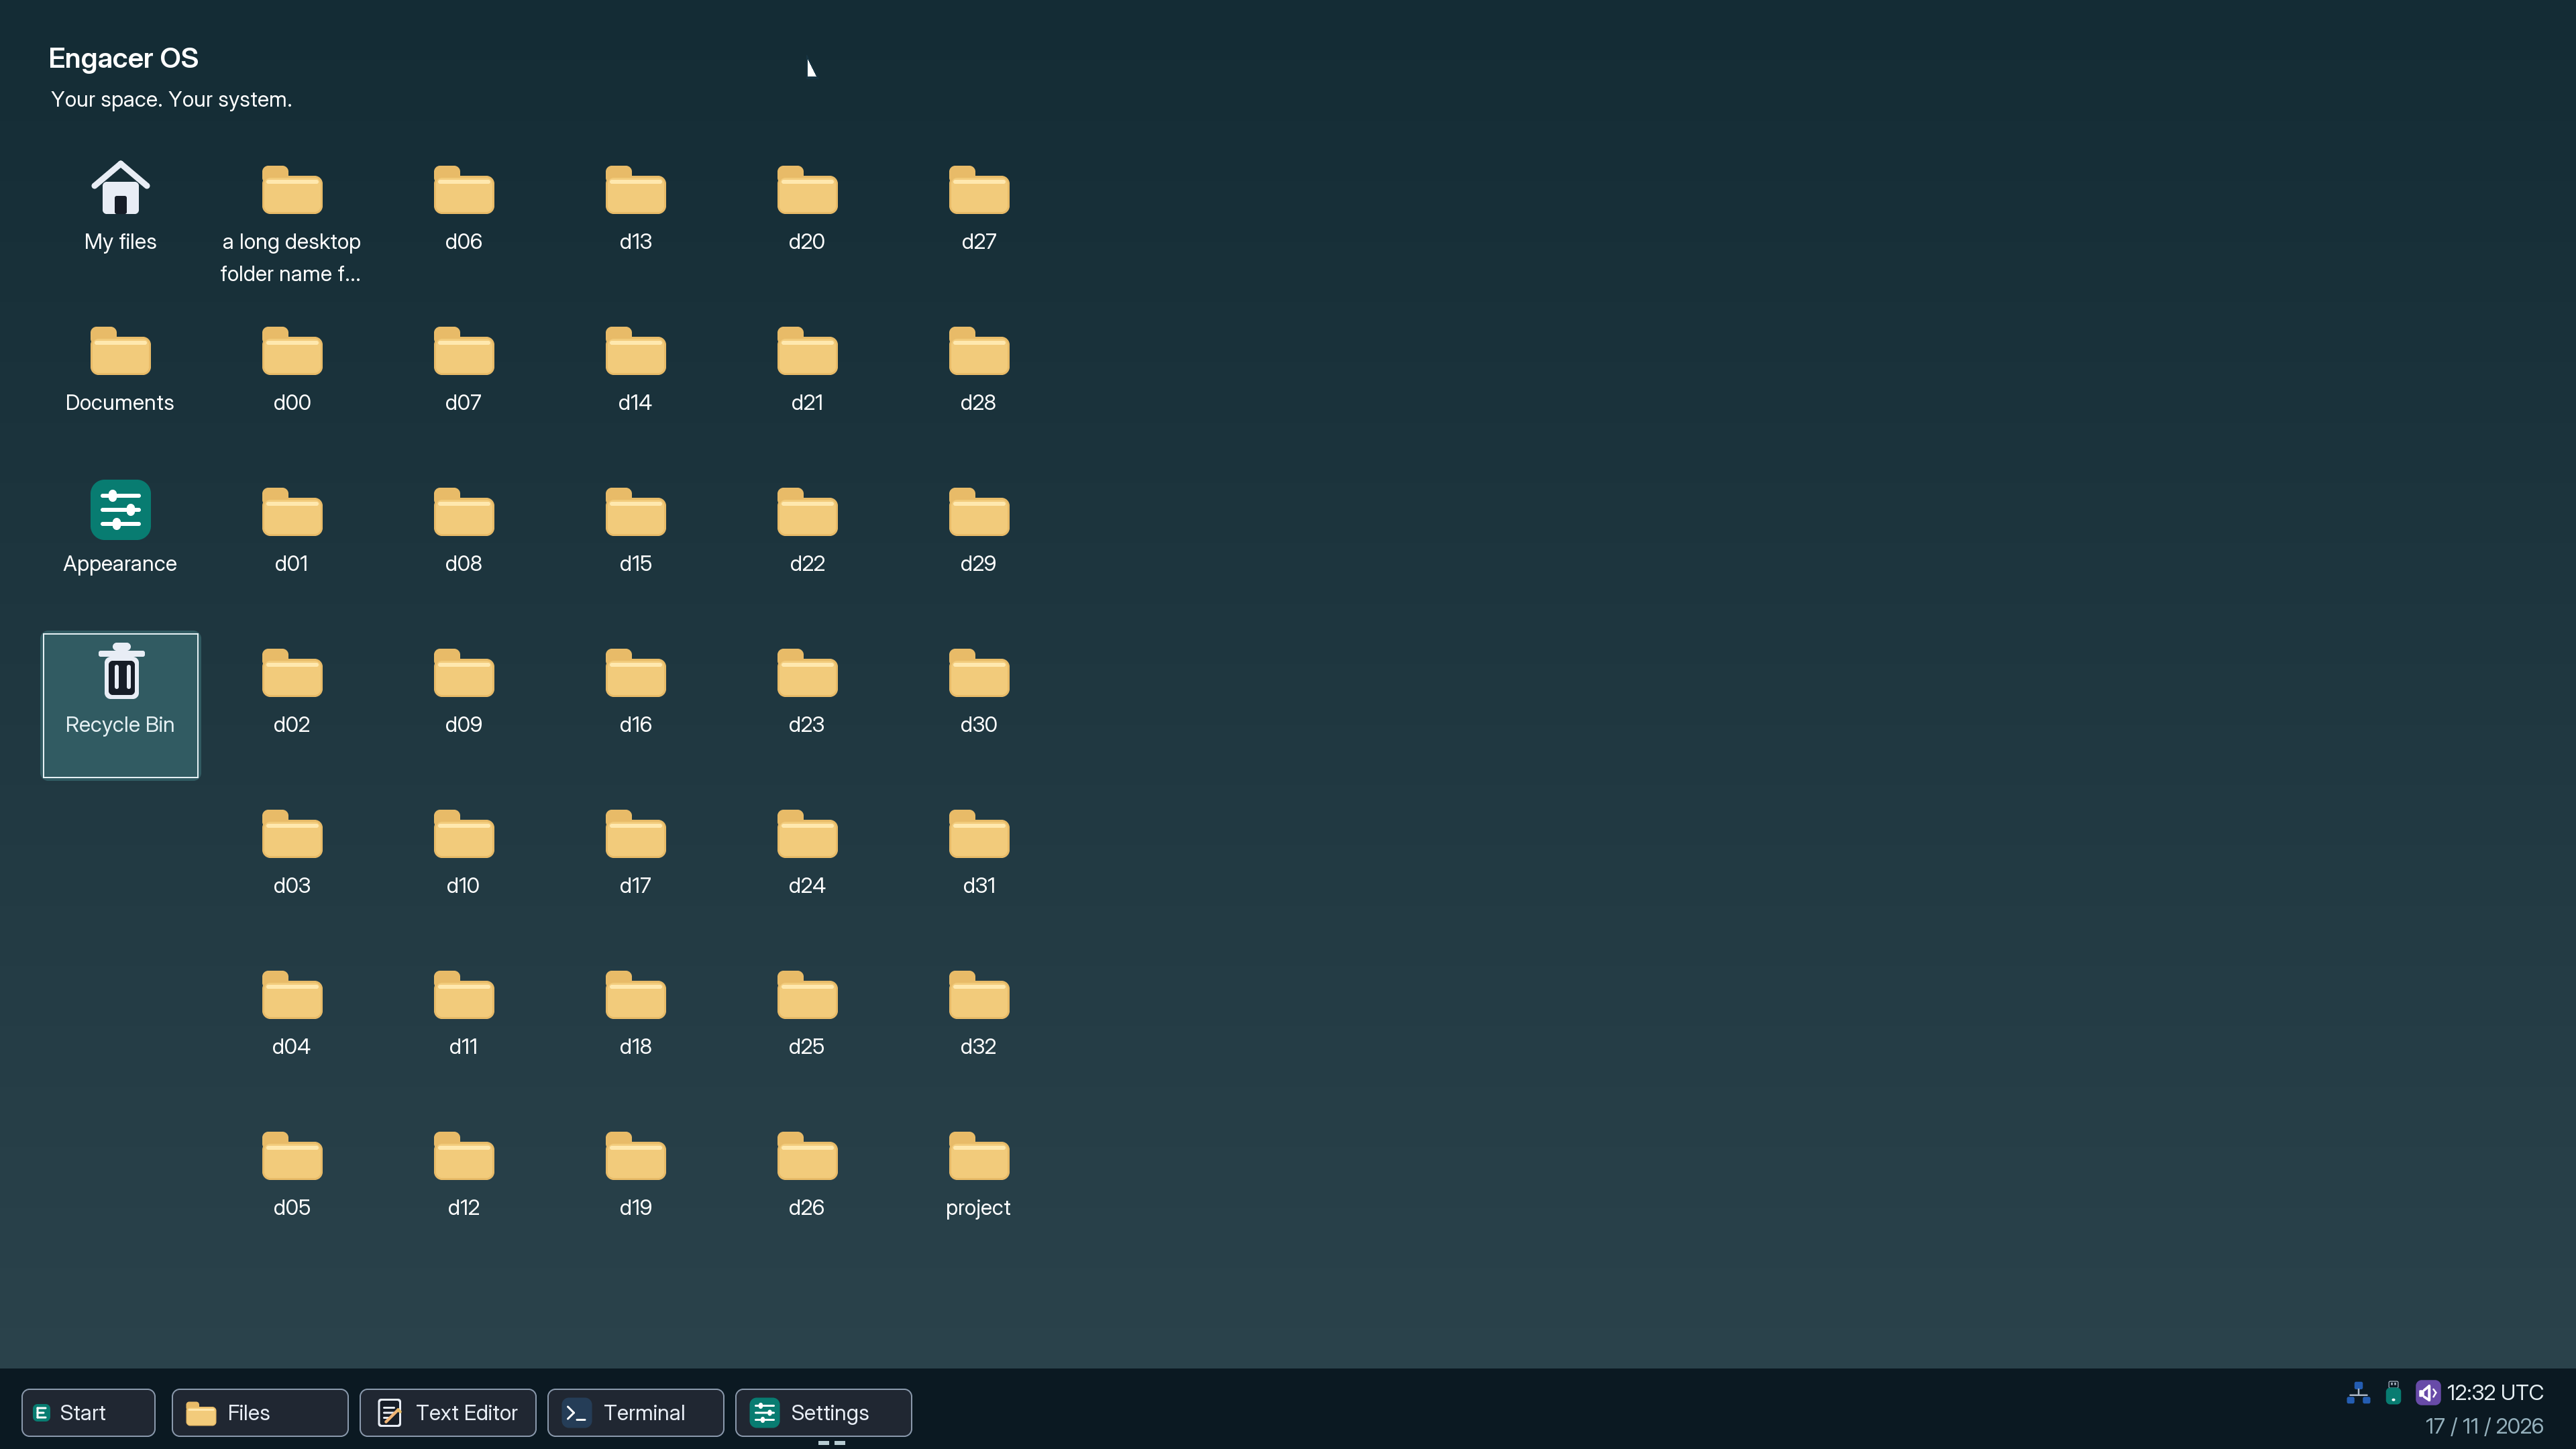 Engacer OS
Your space. Your system.
My files
a long desktop
folder name f...
d06
d13
d20
d27
Documents
d00
d07
d14
d21
d28
Appearance
d01
d08
d15
d22
d29
Recycle Bin
d02
d09
d16
d23
d30
d03
d10
d17
d24
d31
d04
d11
d18
d25
d32
d05
d12
d19
d26
project
E Start
Files
Text Editor
Terminal
Settings
12:32 UTC
17 / 11 / 2026